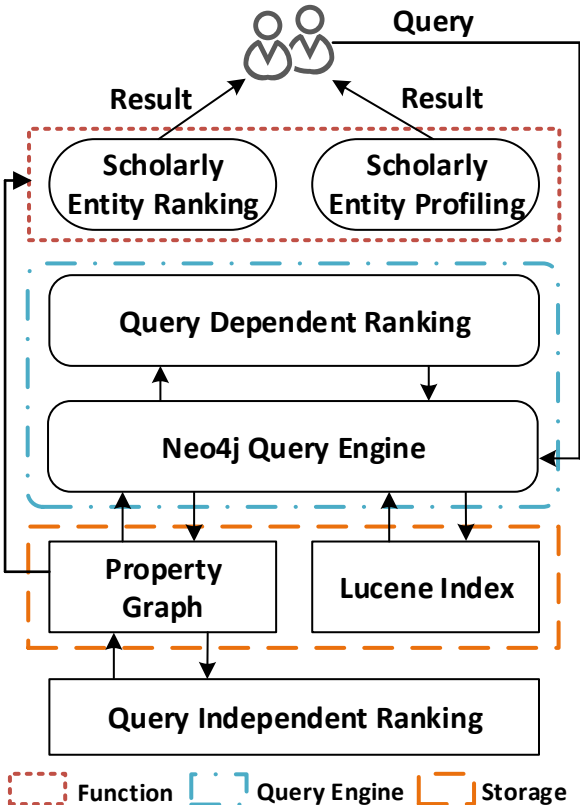 Query
Result
Result
Scholarly
Entity Ranking
Scholarly
Entity Profiling
Query Dependent Ranking
Neo4j Query Engine
Property
Graph
Lucene Index
Query Independent Ranking
Function
Query Engine
Storage